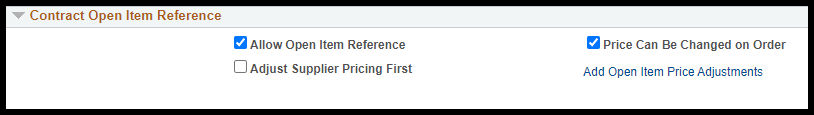 Contract Open Item Reference
Allow Open Item Reference
Price Can Be Changed on Order
Adjust Supplier Pricing First
Add Open Item Price Adjustments